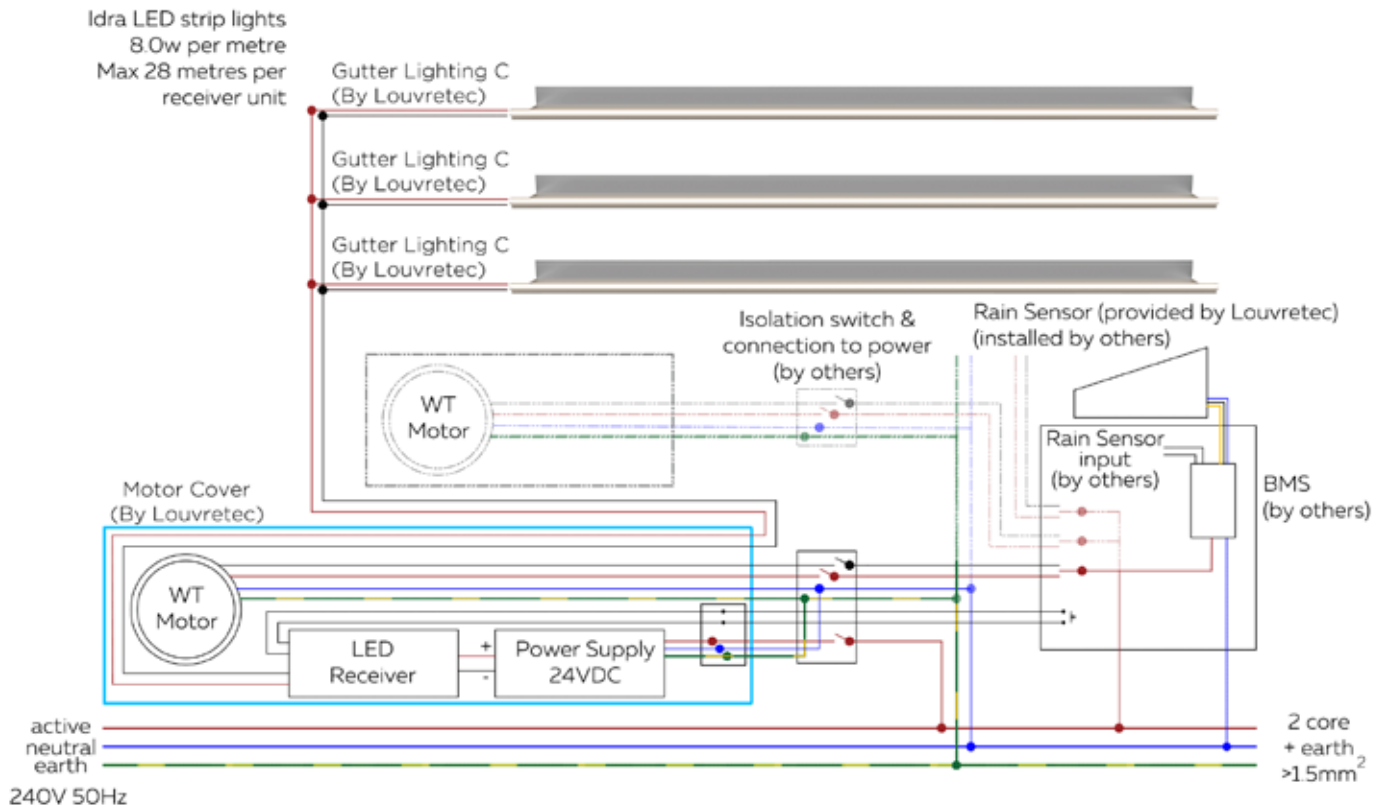 Idra LED strip lights
8.0w per metre
Max 28 metres per
receiver unit
Gutter Lighting C
(By Louvretec)
Gutter Lighting C
(By Louvretec)
Gutter Lighting C
(By Louvretec)
Isolation switch &
connection to power
(by others)
Rain Sensor (provided by Louvretec)
(installed by others)
WT
Motor
Rain Sensor
input
(by others)
BMS
(by others)
Motor Cover
(By Louvretec)
WT
Motor
LED
Receiver
+
-
Power Supply
24VDC
active
neutral
earth
240V 50Hz
2 core
+ earth
>1.5mm²